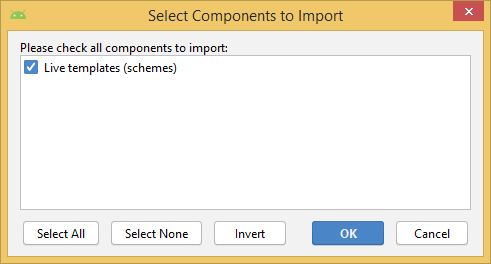 Select Components to Import
Please check all components to import:
Live templates (schemes)
Select All
Select None
Invert
OK
Cancel